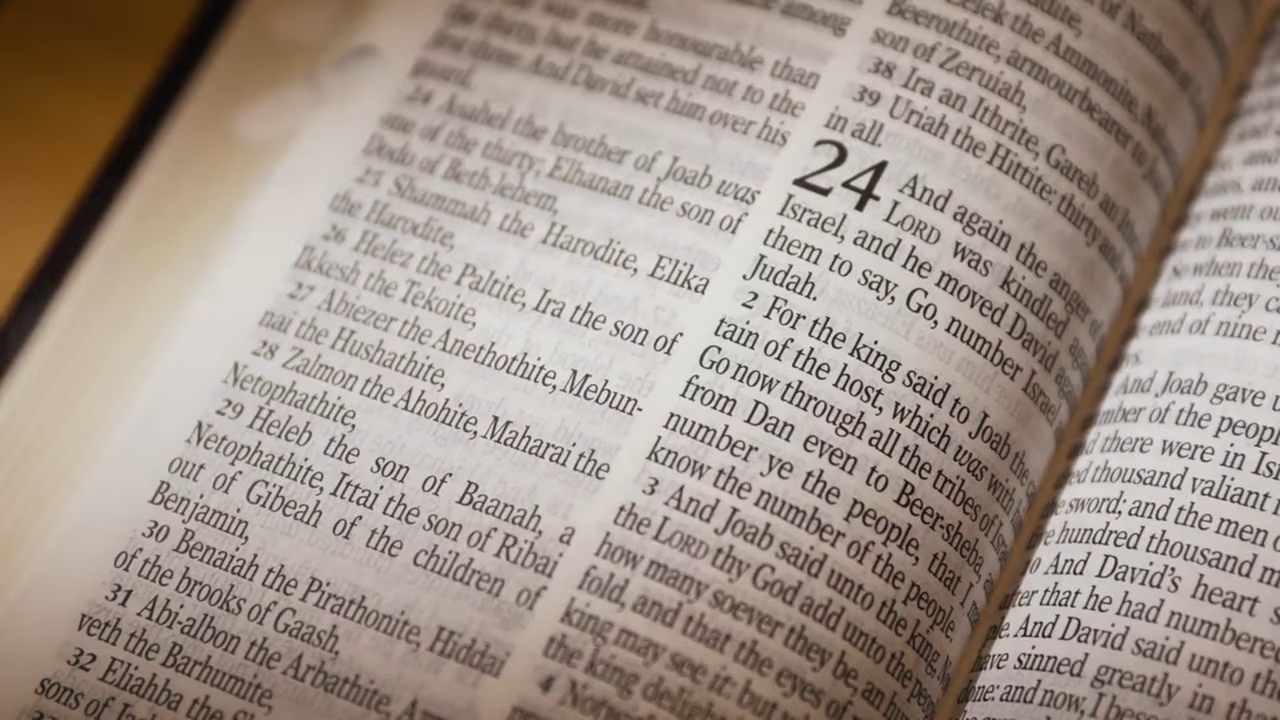 was more honourable than
but he attained not to the
first three. And David set him over his
guard.
24 Asahel the brother of Joab was
one of the thirty; Elhanan the son of
Dodo of Beth-lehem,
25 Shammah the Harodite, Elika
the Harodite,
26 Helez the Paltite, Ira the son of
Ikkesh the Tekoite,
27 Abiezer the Anethothite, Mebun-
nai the Hushathite,
28 Zalmon the Ahohite, Maharai the
Netophathite,
29 Heleb the son of Baanah, a
Netophathite, Ittai the son of Ribai
out of Gibeah of the children of
Benjamin,
30 Benaiah the Pirathonite, Hiddai
of the brooks of Gaash,
31 Abi-albon the Arbathite,
veth the Barhumite,
32 Eliahba the
sons of
the Ammonite,
Beerothite, armourbearer to
son of Zeruiah,
38 Ira an Ithrite, Gareb an
39 Uriah the Hittite: thirty and
in all.
24 And again the anger of
LORD was kindled
Israel, and he moved David
them to say, Go, number Israel
Judah.
2 For the king said to Joab the
tain of the host, which was with
Go now through all the tribes of
from Dan even to Beer-sheba,
number ye the people, that I
know the number of the people.
3 And Joab said unto the king,
the LORD thy God add unto the
how many soever they be, an
fold, and that the eyes of
king may see it: but
the king
4
went
to
when the
land, they
end of nine
And Joab gave
of the
there were in
thousand valiant
sword; and the men
hundred thousand
And David's heart
that he had numbered
And David said unto
have sinned greatly in
done: and now, I